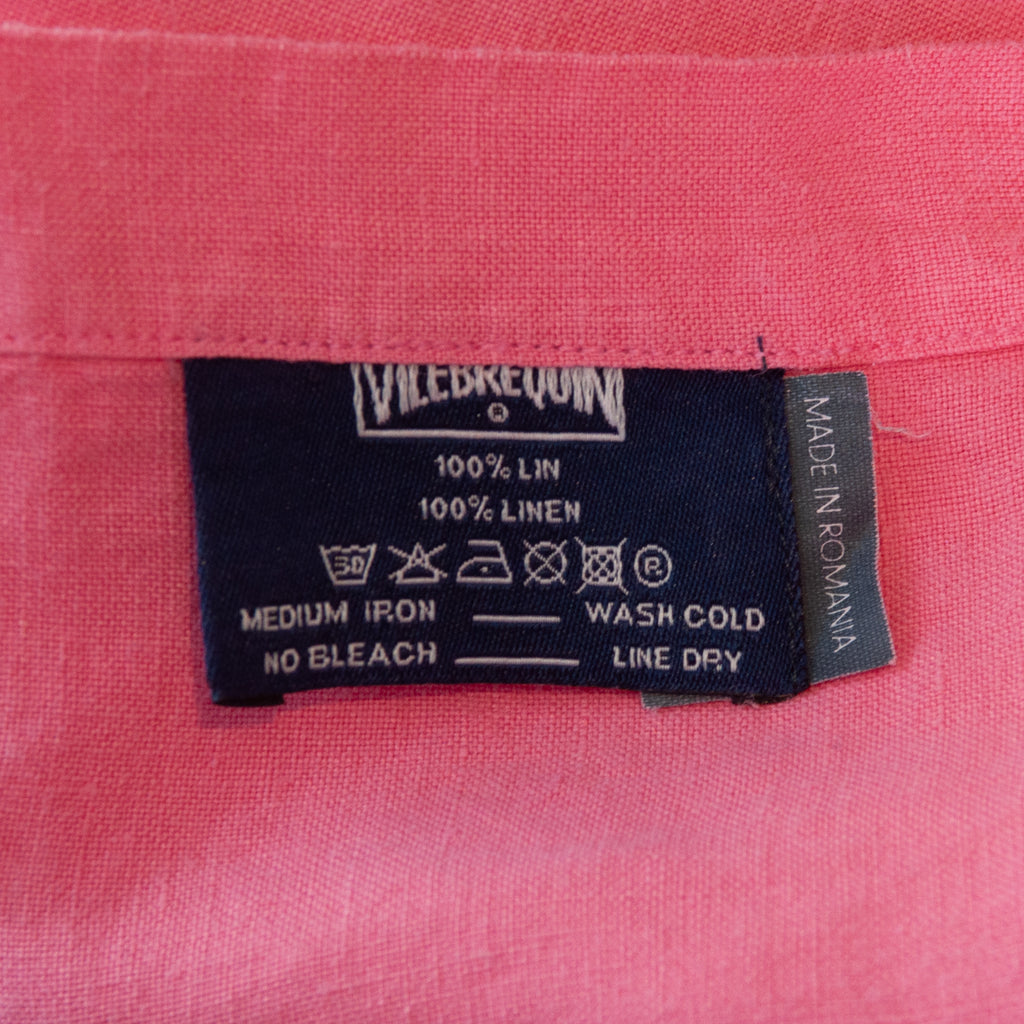 VILEBREQUIN
®
100% LIN
100% LINEN
30 P
MEDIUM IRON WASH COLD
NO BLEACH LINE DRY
MADE IN ROMANIA